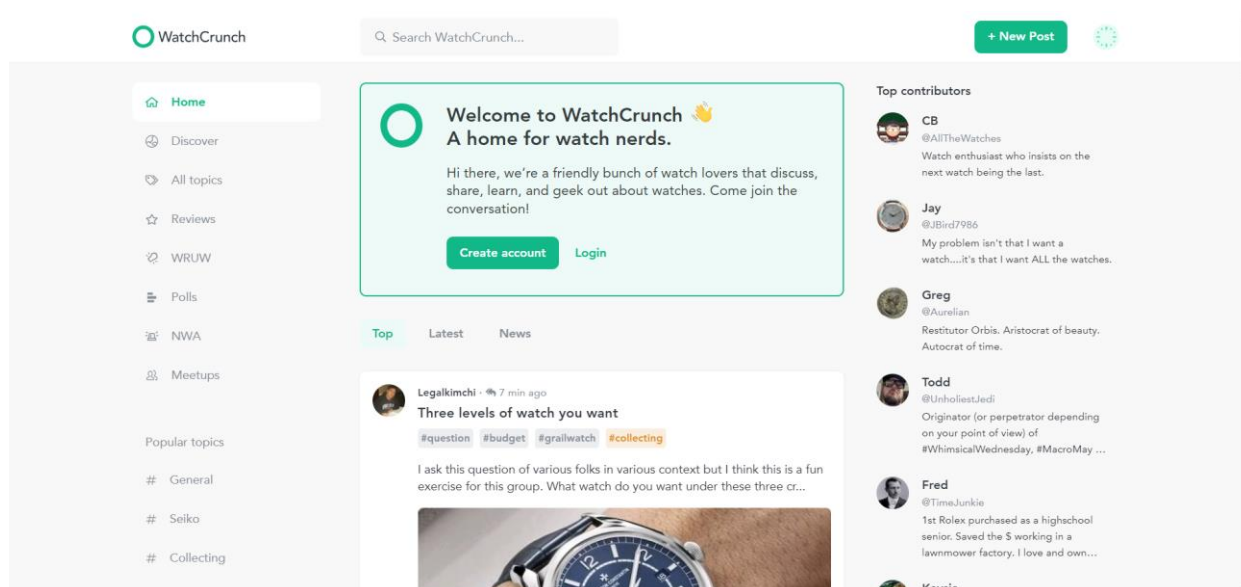 WatchCrunch
Search WatchCrunch...
+ New Post
Home
Discover
All topics
Reviews
WRUW
Polls
NWA
Meetups
Popular topics
# General
# Seiko
# Collecting
Welcome to WatchCrunch 👋
A home for watch nerds.
Hi there, we're a friendly bunch of watch lovers that discuss,
share, learn, and geek out about watches. Come join the
conversation!
Create account Login
Top Latest News
Legalkimchi · 7 min ago
Three levels of watch you want
#question #budget #grailwatch #collecting
I ask this question of various folks in various context but I think this is a fun
exercise for this group. What watch do you want under these three cr...
12
Top contributors
CB
@AllTheWatches
Watch enthusiast who insists on the
next watch being the last.
Jay
@JBird7986
My problem isn't that I want a
watch....it's that I want ALL the watches.
Greg
@Aurelian
Restitutor Orbis. Aristocrat of beauty.
Autocrat of time.
Todd
@UnholiestJedi
Originator (or perpetrator depending
on your point of view) of
#WhimsicalWednesday, #MacroMay ...
Fred
@TimeJunkie
1st Rolex purchased as a highschool
senior. Saved the $ working in a
lawnmower factory. I love and own...